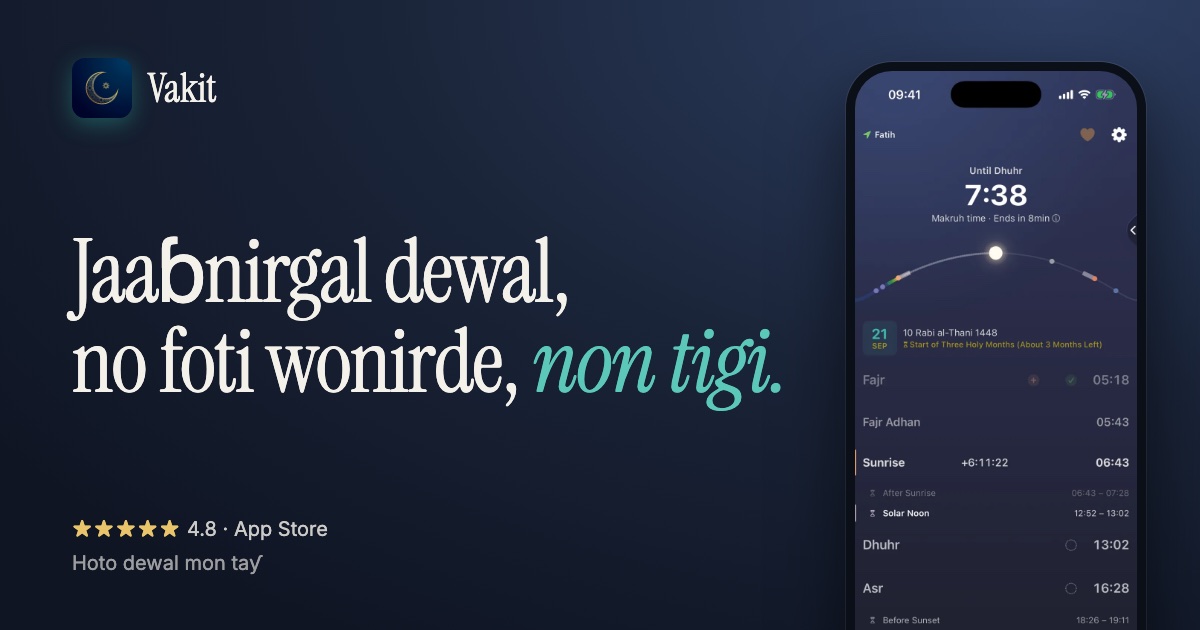 Vakit
Jaaɓnirgal dewal,
no foti wonirde, non tigi.
4.8 · App Store
Hoto dewal mon taƴ
09:41
Fatih
Until Dhuhr
7:38
Makruh time · Ends in 8min
21
SEP
10 Rabi al-Thani 1448
Start of Three Holy Months (About 3 Months Left)
Fajr 05:18
Fajr Adhan 05:43
Sunrise +6:11:22 06:43
After Sunrise 06:43 – 07:28
Solar Noon 12:52 – 13:02
Dhuhr 13:02
Asr 16:28
Before Sunset 18:26 – 19:11